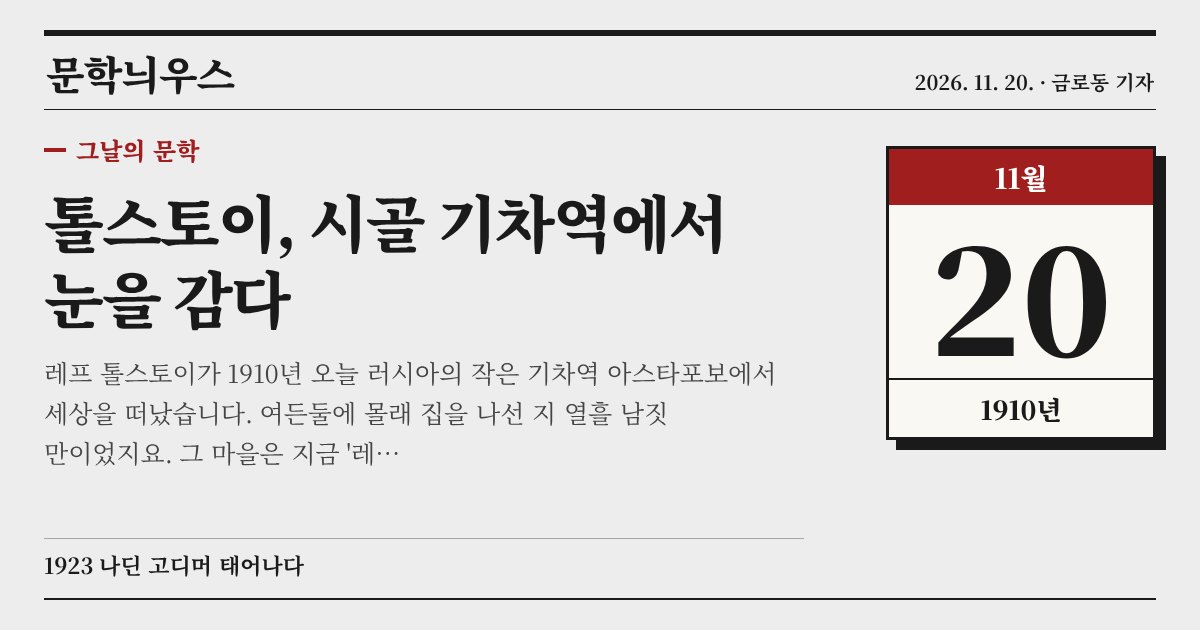 문학늬우스
2026. 11. 20. · 금로동 기자
그날의 문학
톨스토이, 시골 기차역에서
눈을 감다
레프 톨스토이가 1910년 오늘 러시아의 작은 기차역 아스타포보에서
세상을 떠났습니다. 여든둘에 몰래 집을 나선 지 열흘 남짓
만이었지요. 그 마을은 지금 '레…
11월
20
1910년
1923 나딘 고디머 태어나다